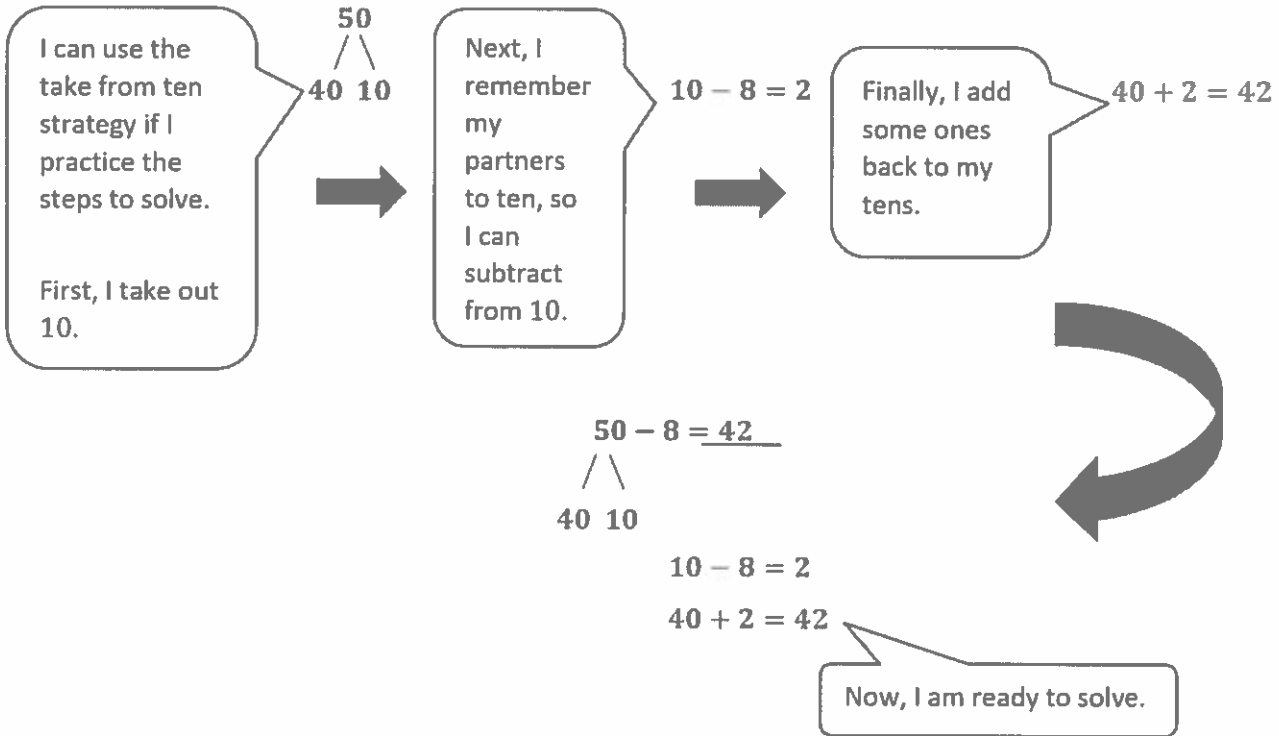 I can use the
take from ten
strategy if I
practice the
steps to solve.
First, I take out
10.
50
40 10
Next, I
remember
my
partners
to ten, so
I can
subtract
from 10.
10 − 8 = 2
Finally, I add
some ones
back to my
tens.
40 + 2 = 42
50 − 8 = 42
40 10
10 − 8 = 2
40 + 2 = 42
Now, I am ready to solve.